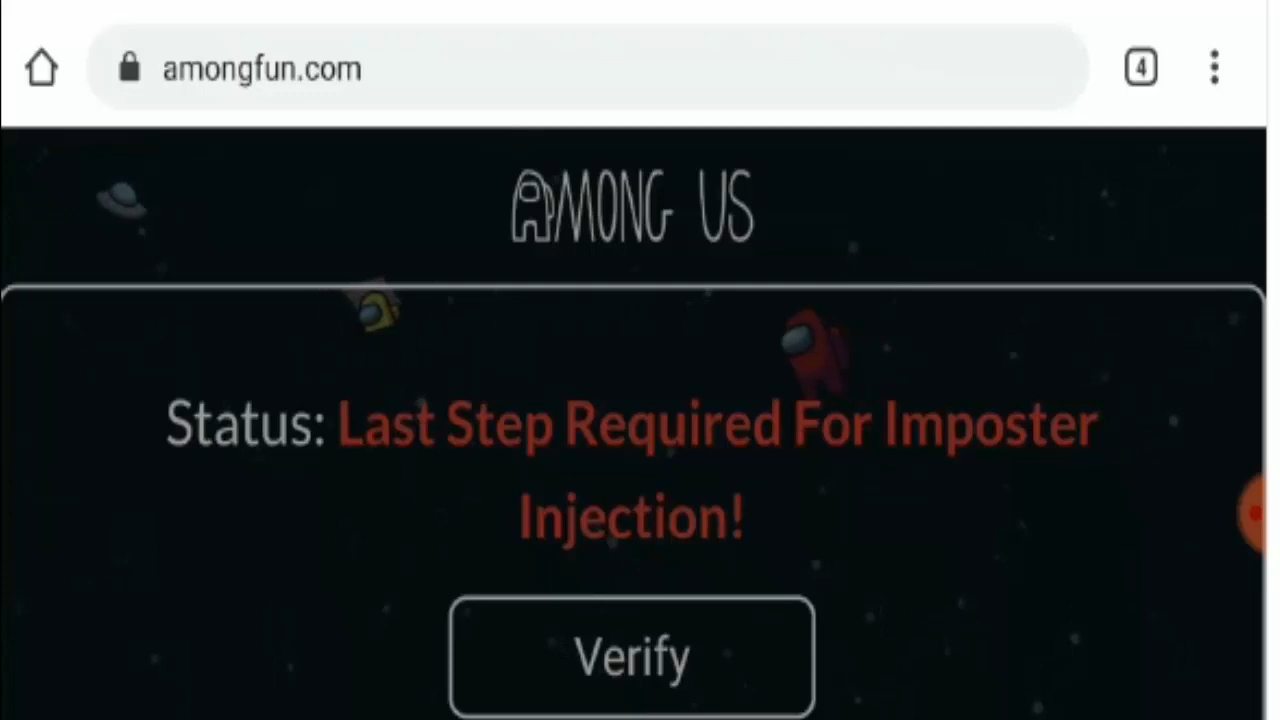 amongfun.com
4
AMONG US
Status: Last Step Required For Imposter
Injection!
Verify